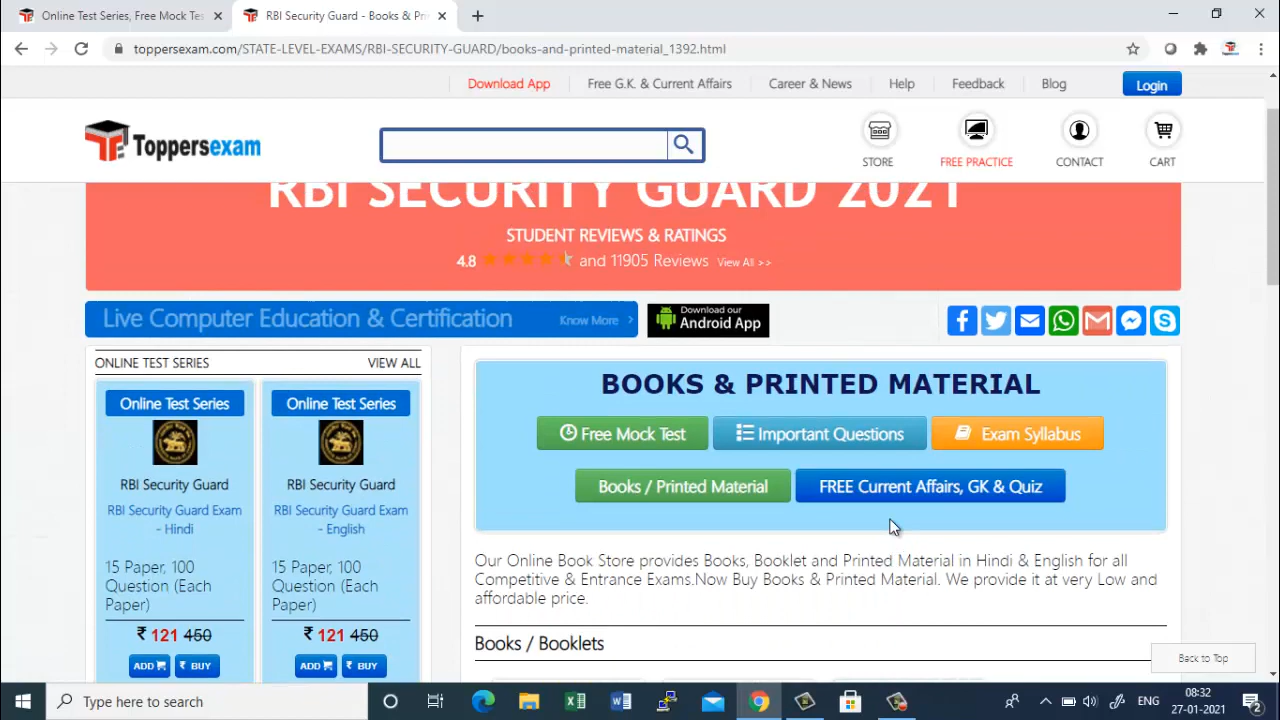 Online Test Series, Free Mock Tes
RBI Security Guard - Books & Prin
toppersexam.com/STATE-LEVEL-EXAMS/RBI-SECURITY-GUARD/books-and-printed-material_1392.html
Download App
Free G.K. & Current Affairs
Career & News
Help
Feedback
Blog
Login
Toppersexam
STORE
FREE PRACTICE
CONTACT
CART
RBI SECURITY GUARD 2021
STUDENT REVIEWS & RATINGS
4.8 and 11905 Reviews View All >>
Live Computer Education & Certification Know More >
Download our
Android App
ONLINE TEST SERIES VIEW ALL
Online Test Series
RBI Security Guard
RBI Security Guard Exam
- Hindi
15 Paper, 100
Question (Each
Paper)
₹ 121 450
ADD ₹ BUY
Online Test Series
RBI Security Guard
RBI Security Guard Exam
- English
15 Paper, 100
Question (Each
Paper)
₹ 121 450
ADD ₹ BUY
BOOKS & PRINTED MATERIAL
Free Mock Test
Important Questions
Exam Syllabus
Books / Printed Material
FREE Current Affairs, GK & Quiz
Our Online Book Store provides Books, Booklet and Printed Material in Hindi & English for all
Competitive & Entrance Exams.Now Buy Books & Printed Material. We provide it at very Low and
affordable price.
Books / Booklets
Back to Top
Type here to search
ENG
08:32
27-01-2021
2